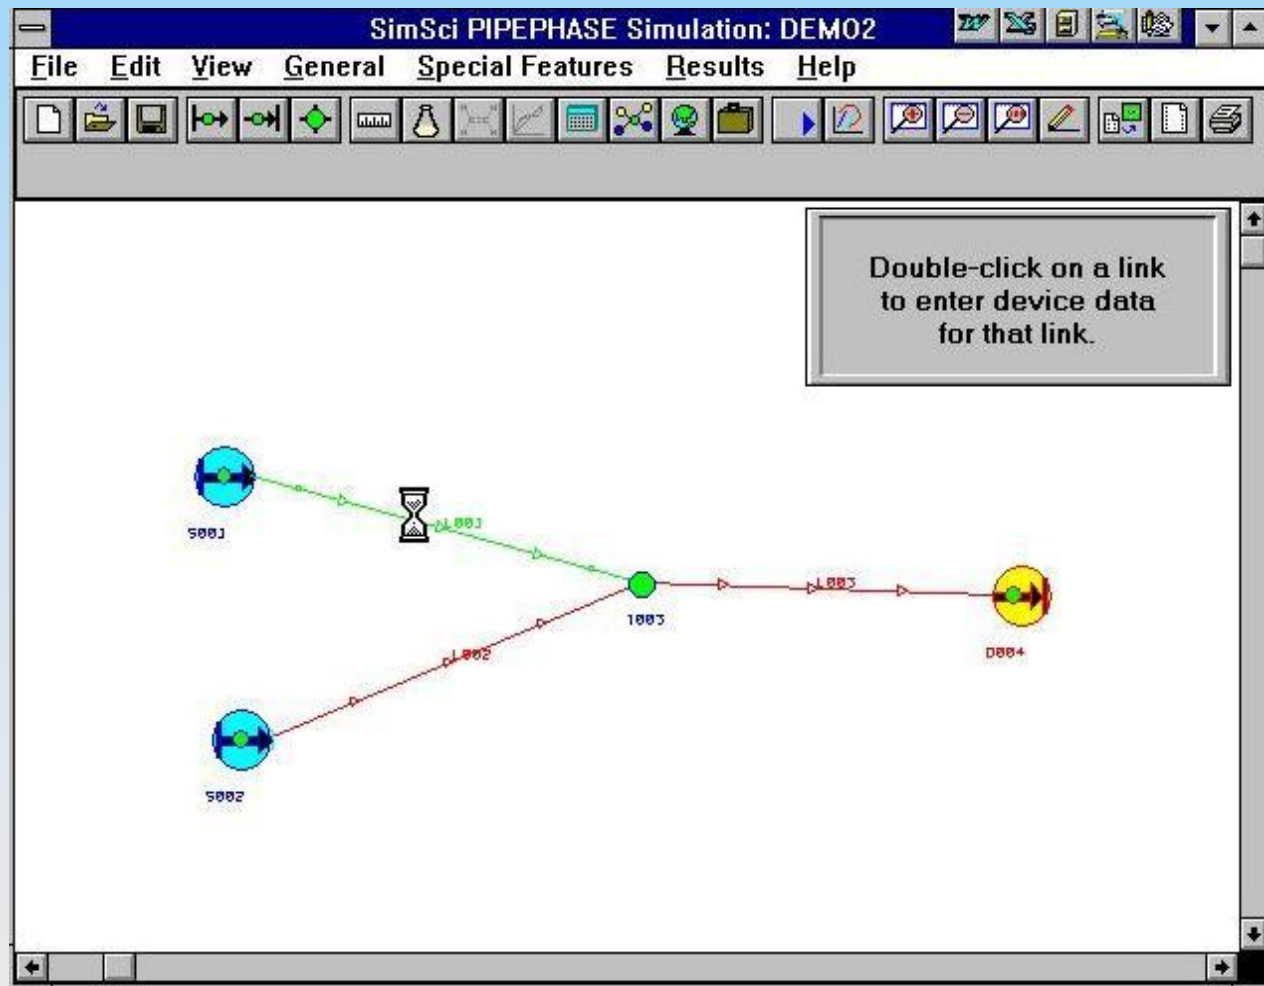 SimSci PIPEPHASE Simulation: DEMO2
File Edit View General Special Features Results Help
Double-click on a link
to enter device data
for that link.
S001
L001
L003
1003
L002
D004
S002